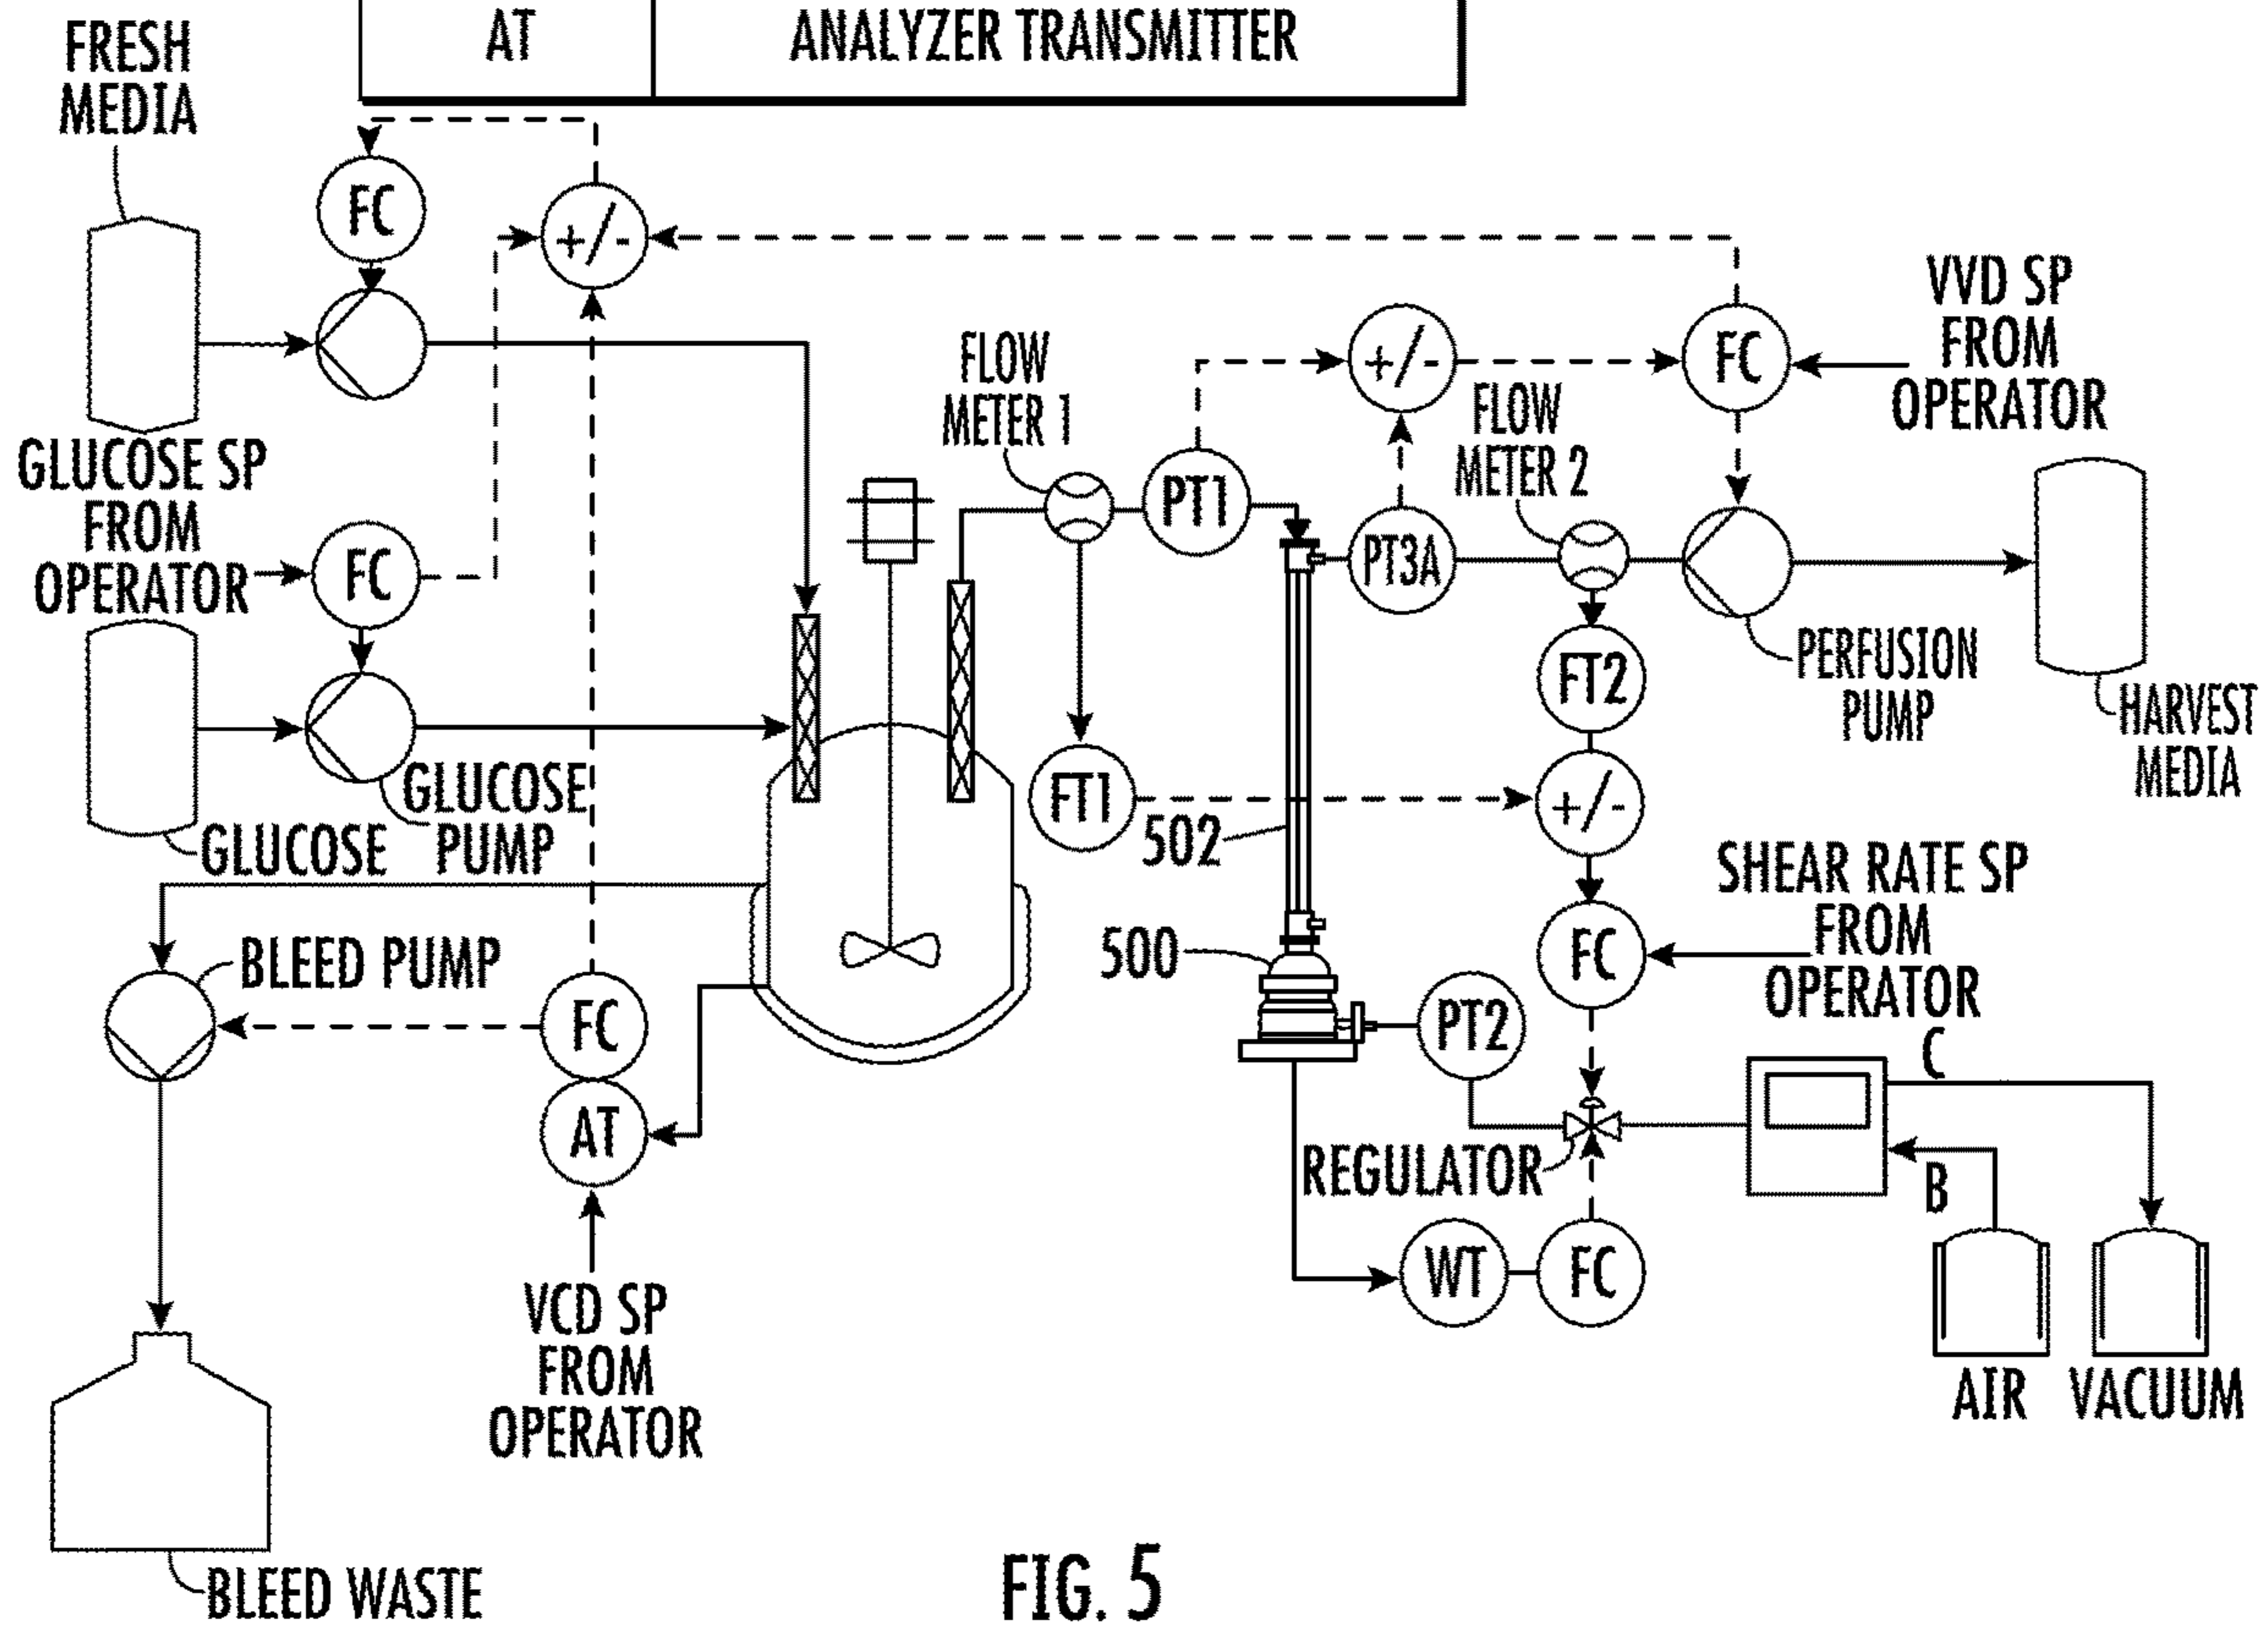 AT
ANALYZER TRANSMITTER
FRESH
MEDIA
FC
+/-
GLUCOSE SP
FROM
OPERATOR
FC
GLUCOSE
PUMP
GLUCOSE
FLOW
METER 1
PT1
+/-
FC
VVD SP
FROM
OPERATOR
FLOW
METER 2
PT3A
PERFUSION
PUMP
HARVEST
MEDIA
FT2
FT1
+/-
502
500
SHEAR RATE SP
FROM
OPERATOR
FC
PT2
C
B
REGULATOR
WT
FC
AIR
VACUUM
BLEED PUMP
FC
AT
VCD SP
FROM
OPERATOR
BLEED WASTE
FIG. 5